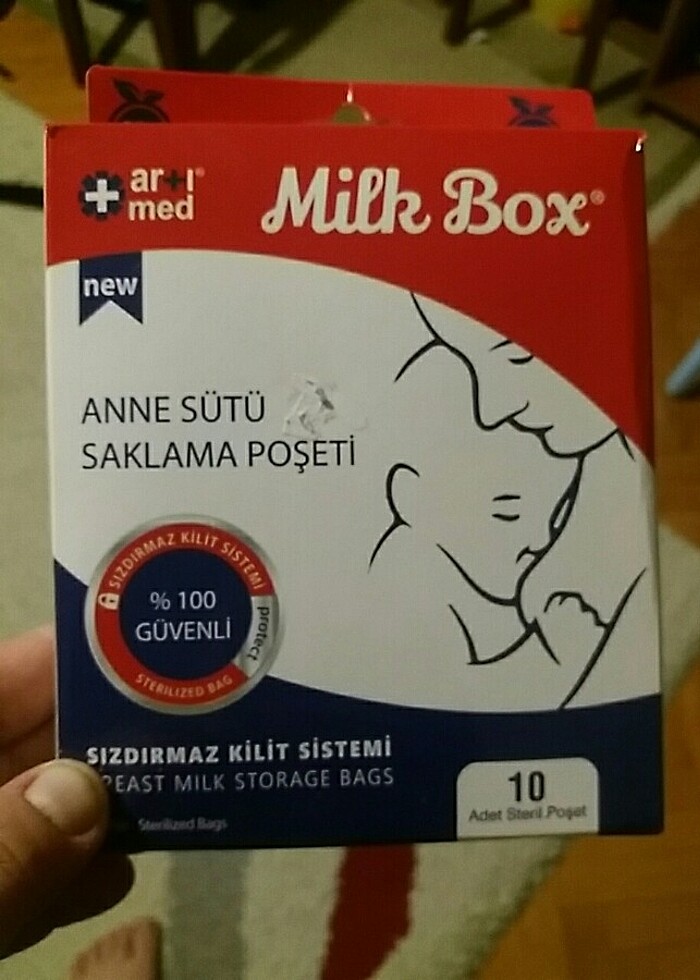 ar+ı®
med
Milk Box®
new
ANNE SÜTÜ
SAKLAMA POŞETİ
SIZDIRMAZ KİLİT SİSTEMİ
% 100
GÜVENLİ
protect
STERILIZED BAG
SIZDIRMAZ KİLİT SİSTEMİ
MILK STORAGE BAGS
10
Adet Steril Poşet
Sterilized Bags